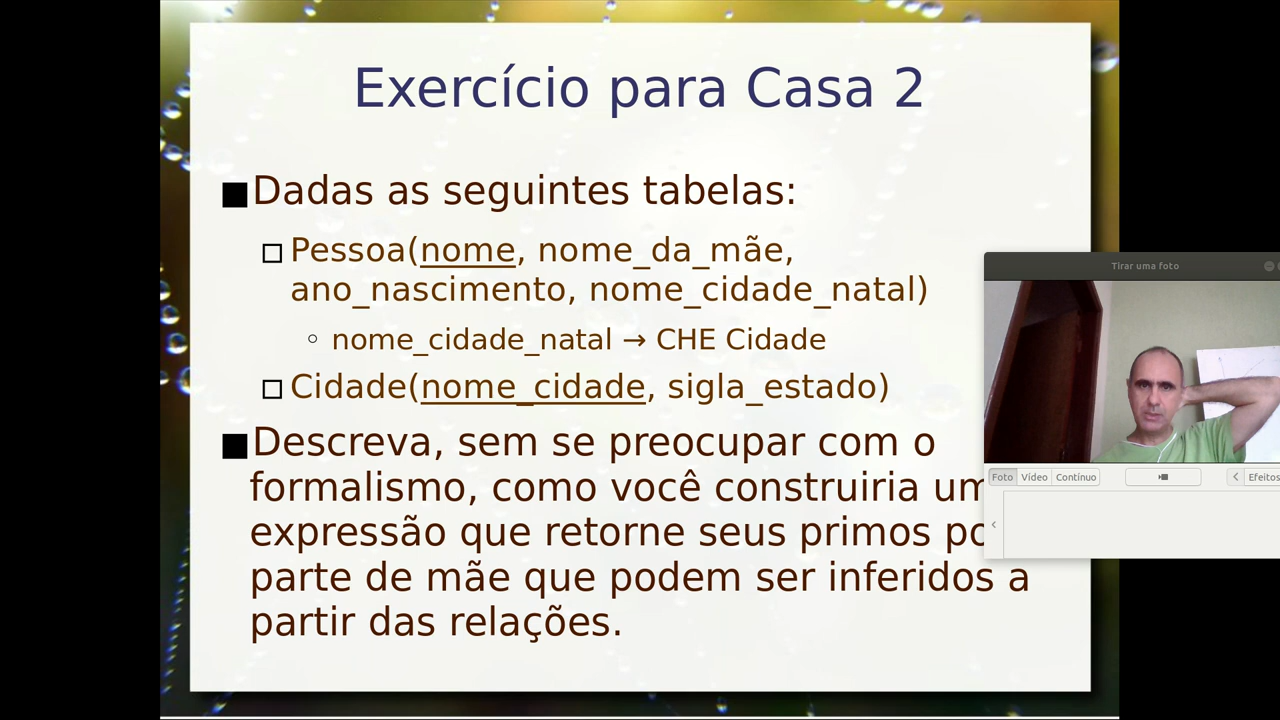 Exercício para Casa 2
Dadas as seguintes tabelas:
Pessoa(nome, nome_da_mãe,
ano_nascimento, nome_cidade_natal)
nome_cidade_natal → CHE Cidade
Cidade(nome_cidade, sigla_estado)
Descreva, sem se preocupar com o
formalismo, como você construiria
expressão que retorne seus primos
parte de mãe que podem ser inferidos a
partir das relações.
Tirar uma foto
Foto Vídeo Contínuo Efeitos